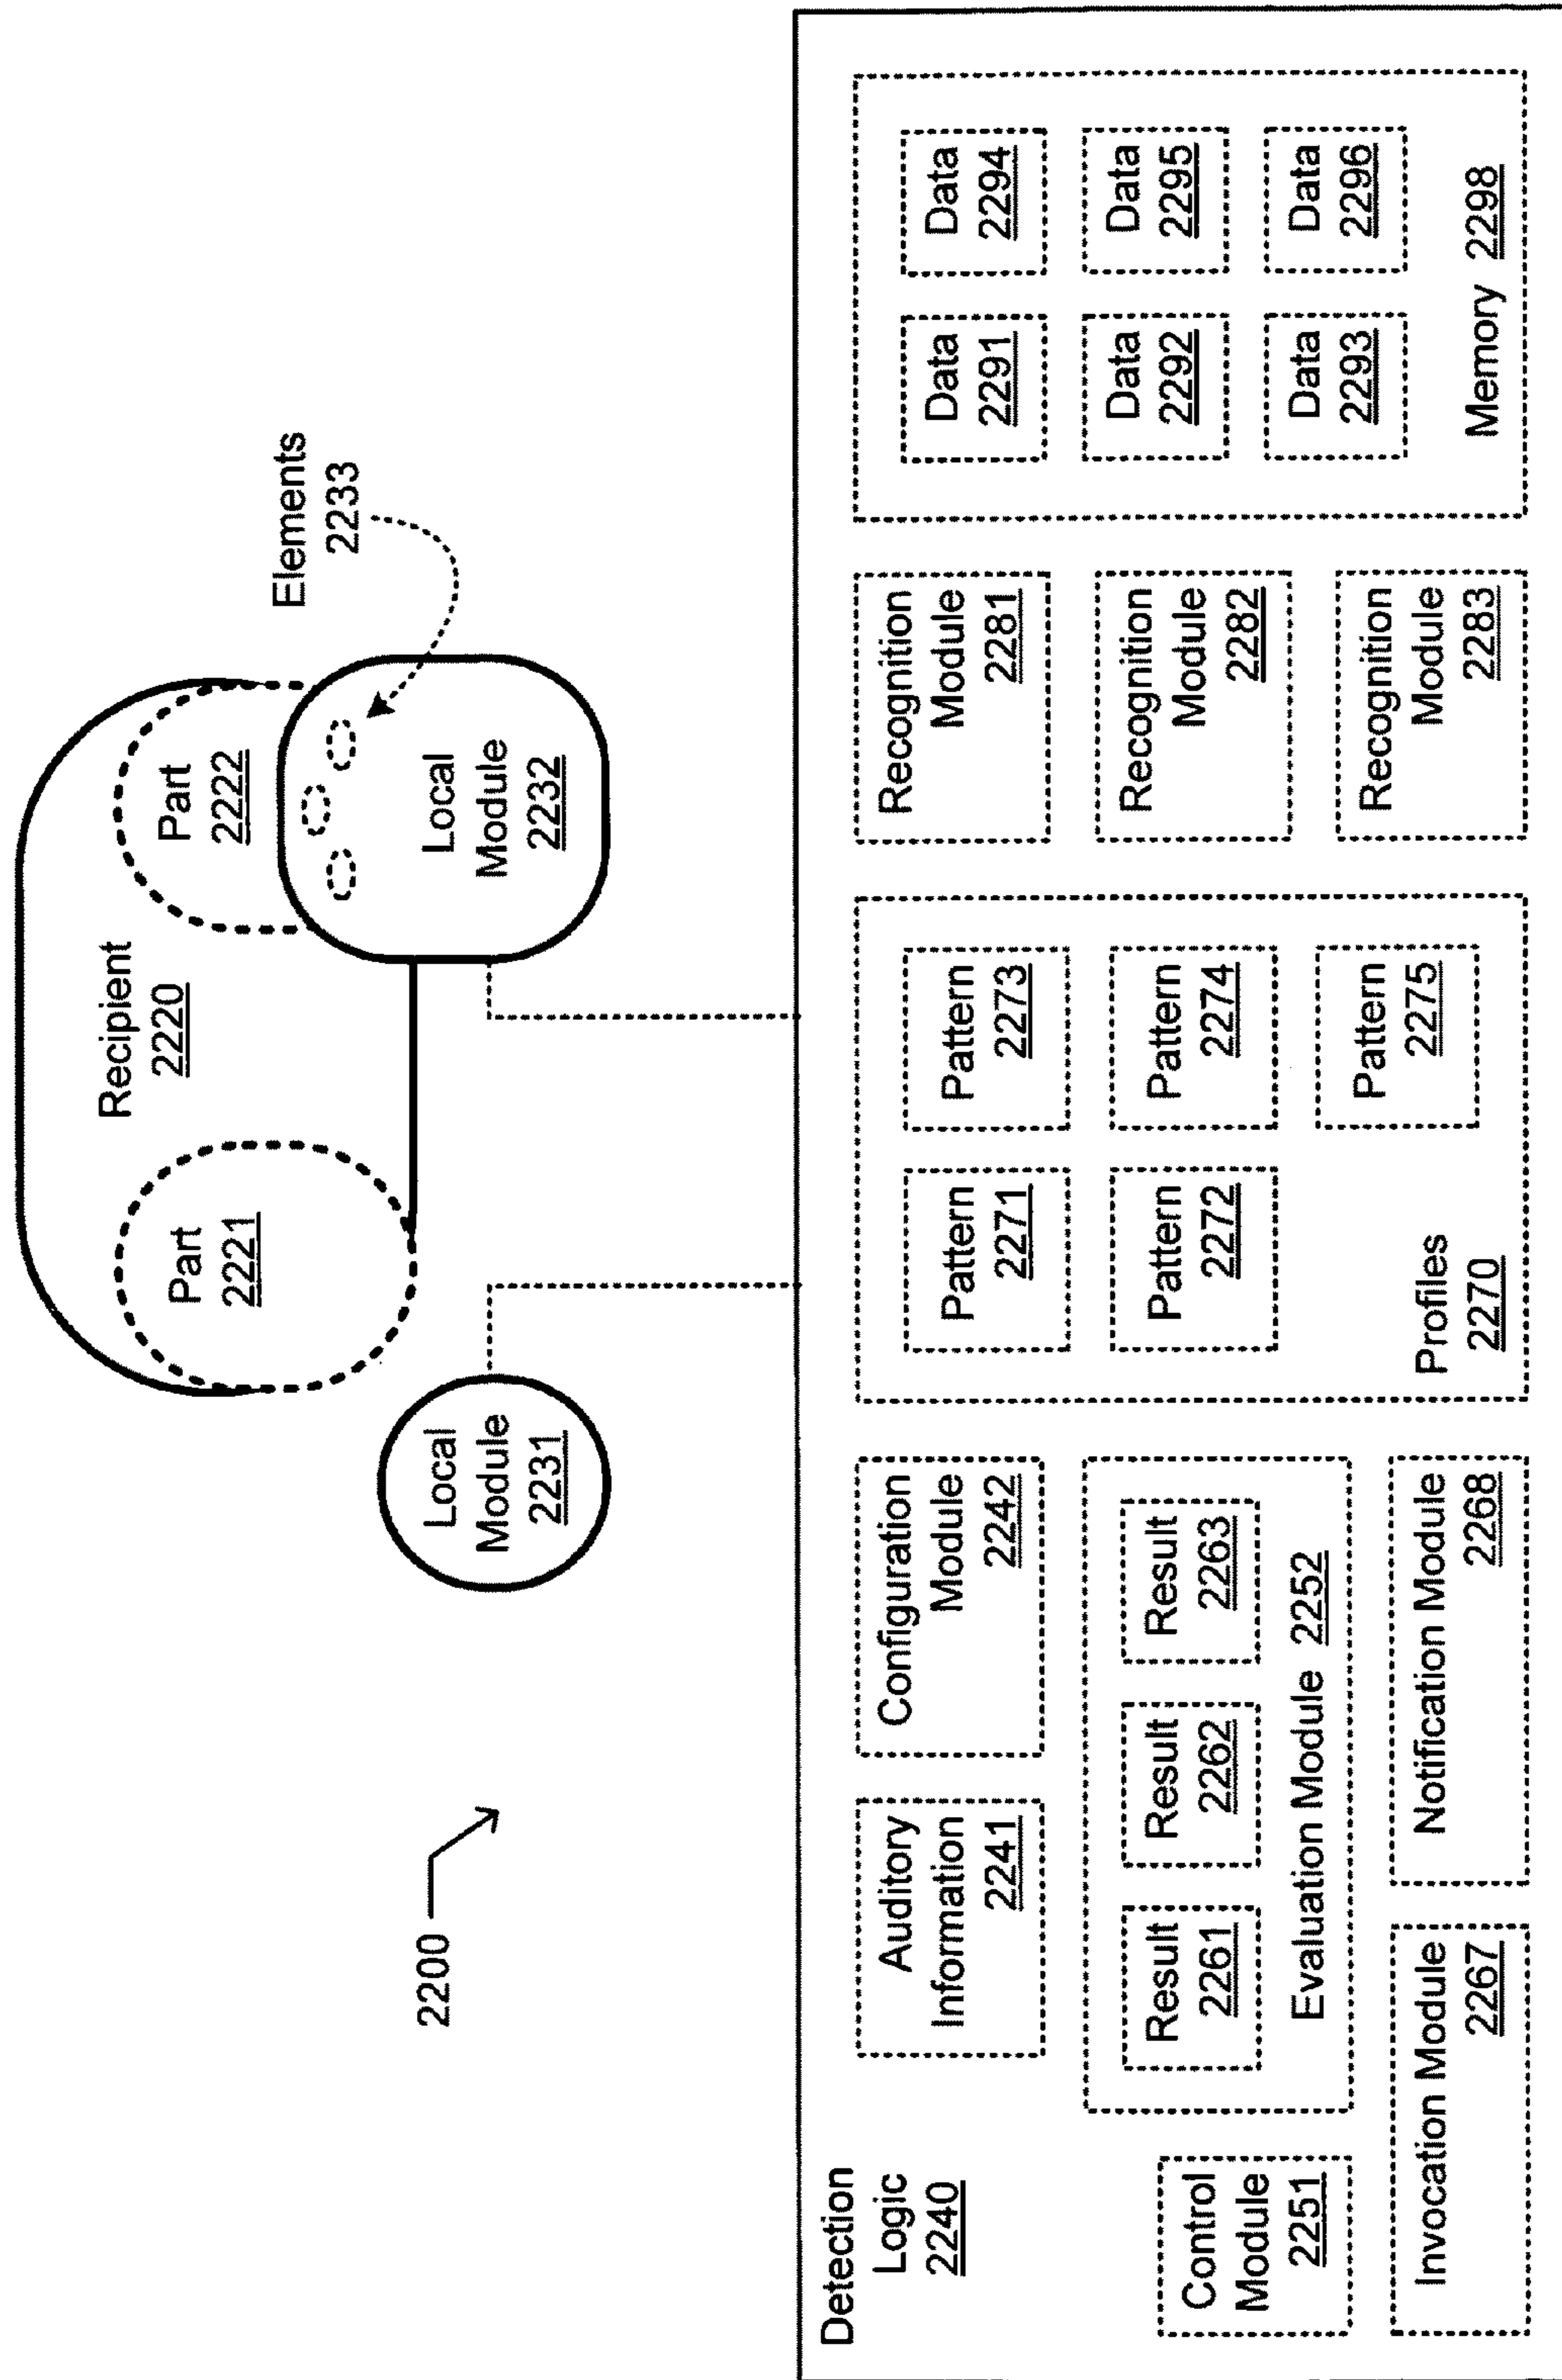 2200
Recipient
2220
Part
2221
Part
2222
Elements
2233
Local
Module
2231
Local
Module
2232
Detection
Logic
2240
Auditory
Information
2241
Configuration
Module
2242
Control
Module
2251
Result
2261
Result
2262
Result
2263
Evaluation Module 2252
Invocation Module
2267
Notification Module
2268
Pattern
2271
Pattern
2273
Pattern
2272
Pattern
2274
Pattern
2275
Profiles
2270
Recognition
Module
2281
Recognition
Module
2282
Recognition
Module
2283
Data
2291
Data
2294
Data
2292
Data
2295
Data
2293
Data
2296
Memory 2298